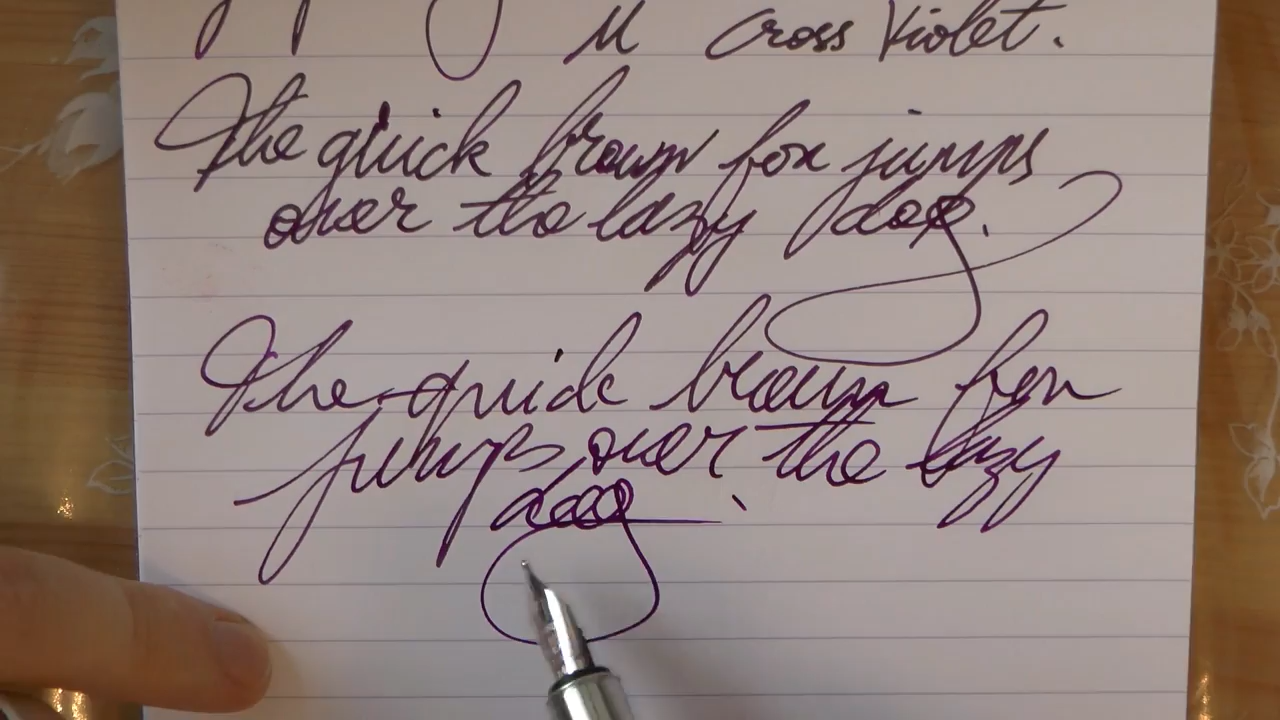 M Cross Violet.
The quick brown fox jumps
over the lazy dog.
The quick brown fox
jumps over the lazy
dog.